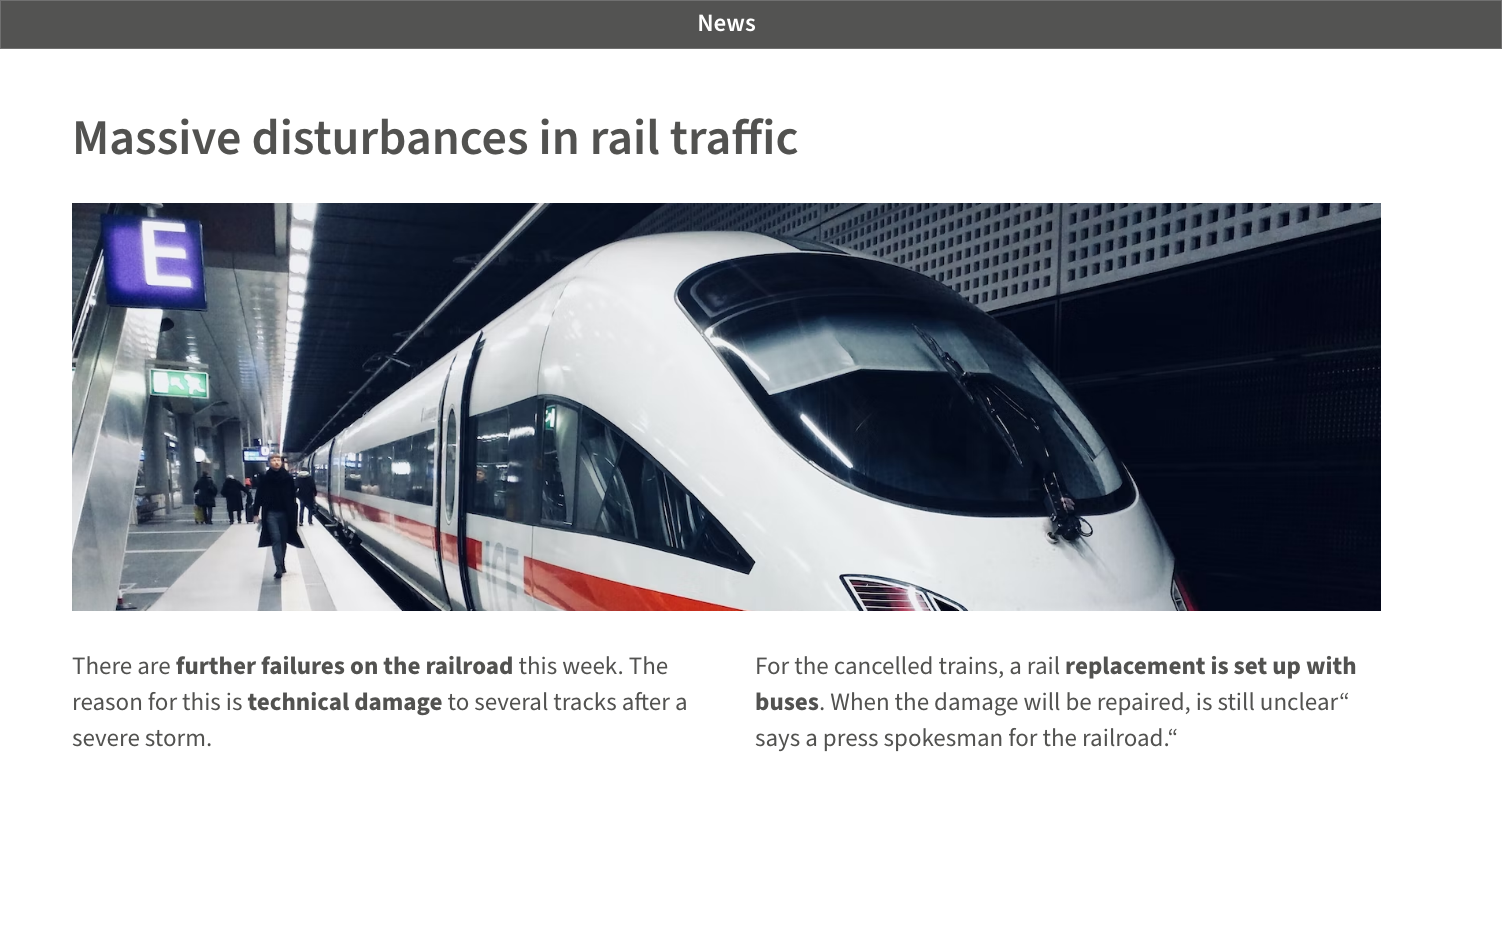 News
Massive disturbances in rail traffic
E
ICE
There are further failures on the railroad this week. The
reason for this is technical damage to several tracks after a
severe storm.
For the cancelled trains, a rail replacement is set up with
buses. When the damage will be repaired, is still unclear“
says a press spokesman for the railroad.“